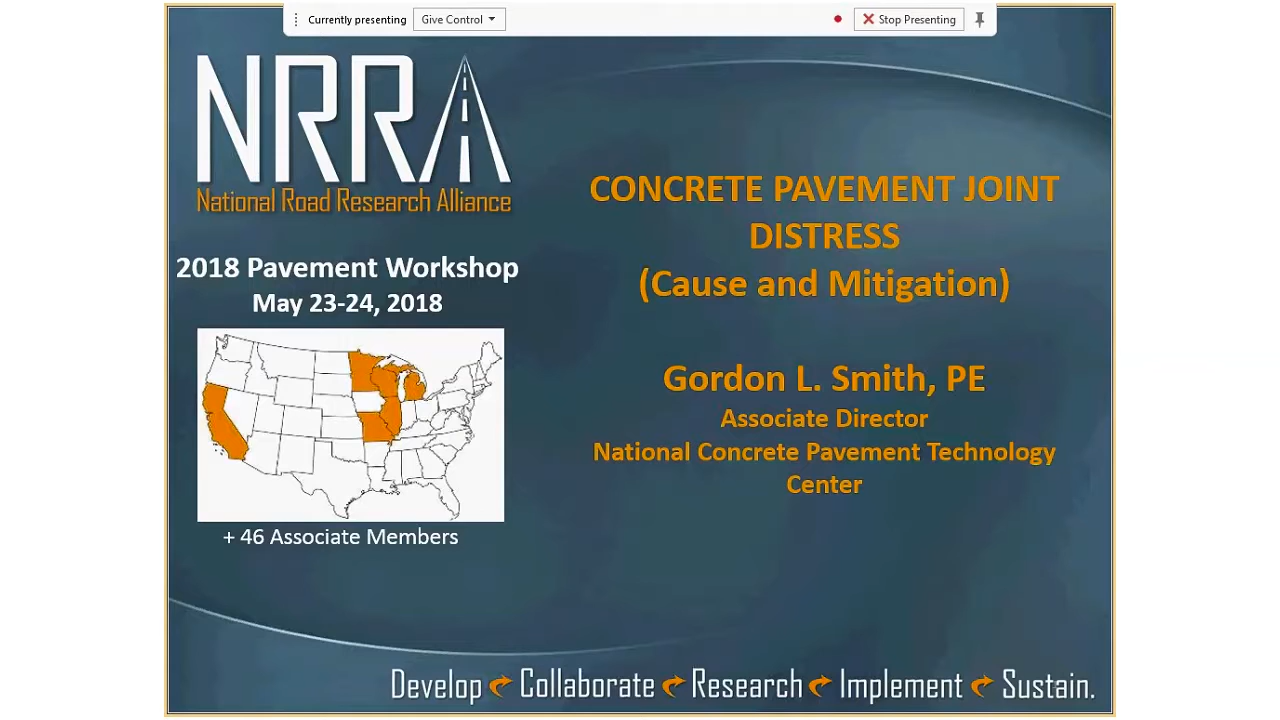 Currently presenting
Give Control
Stop Presenting
NRRA
National Road Research Alliance
2018 Pavement Workshop
May 23-24, 2018
+ 46 Associate Members
CONCRETE PAVEMENT JOINT
DISTRESS
(Cause and Mitigation)
Gordon L. Smith, PE
Associate Director
National Concrete Pavement Technology
Center
Develop Collaborate Research Implement Sustain.